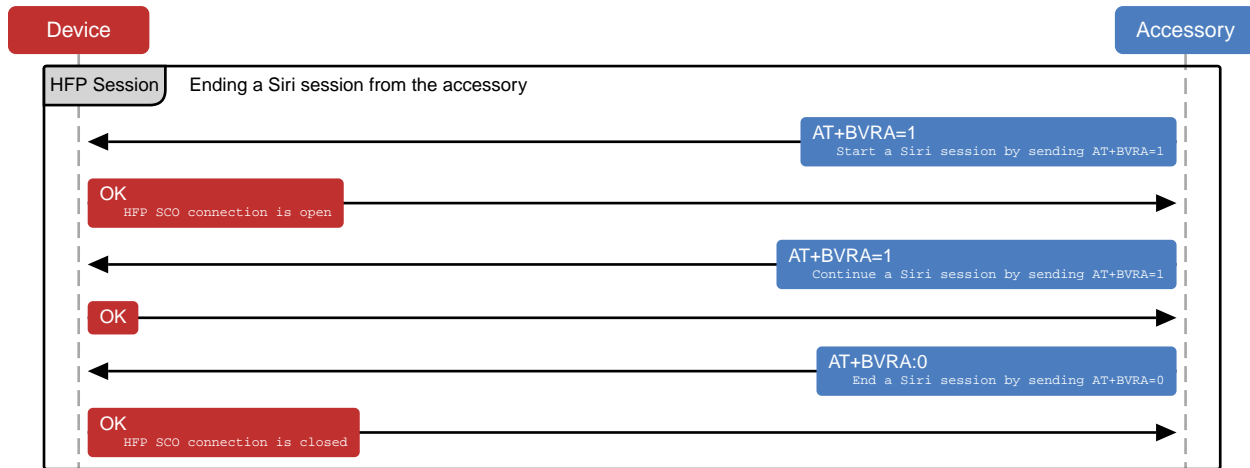 Device
Accessory
HFP Session
Ending a Siri session from the accessory
AT+BVRA=1
Start a Siri session by sending AT+BVRA=1
OK
HFP SCO connection is open
AT+BVRA=1
Continue a Siri session by sending AT+BVRA=1
OK
AT+BVRA:0
End a Siri session by sending AT+BVRA=0
OK
HFP SCO connection is closed